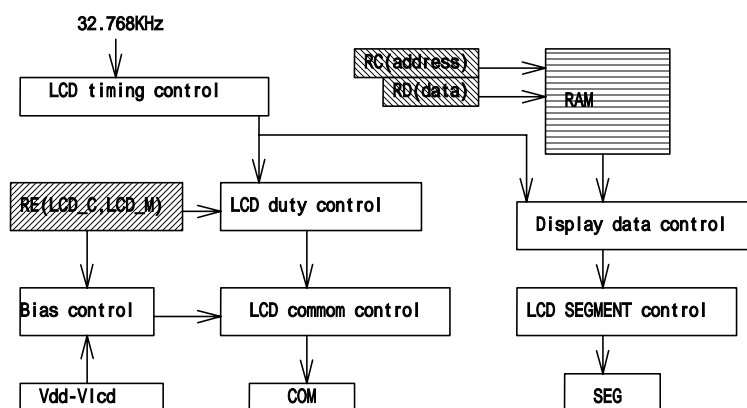 32.768KHz
LCD timing control
RC(address)
RD(data)
RAM
RE(LCD_C,LCD_M)
LCD duty control
Display data control
Bias control
LCD commom control
LCD SEGMENT control
Vdd-Vlcd
COM
SEG